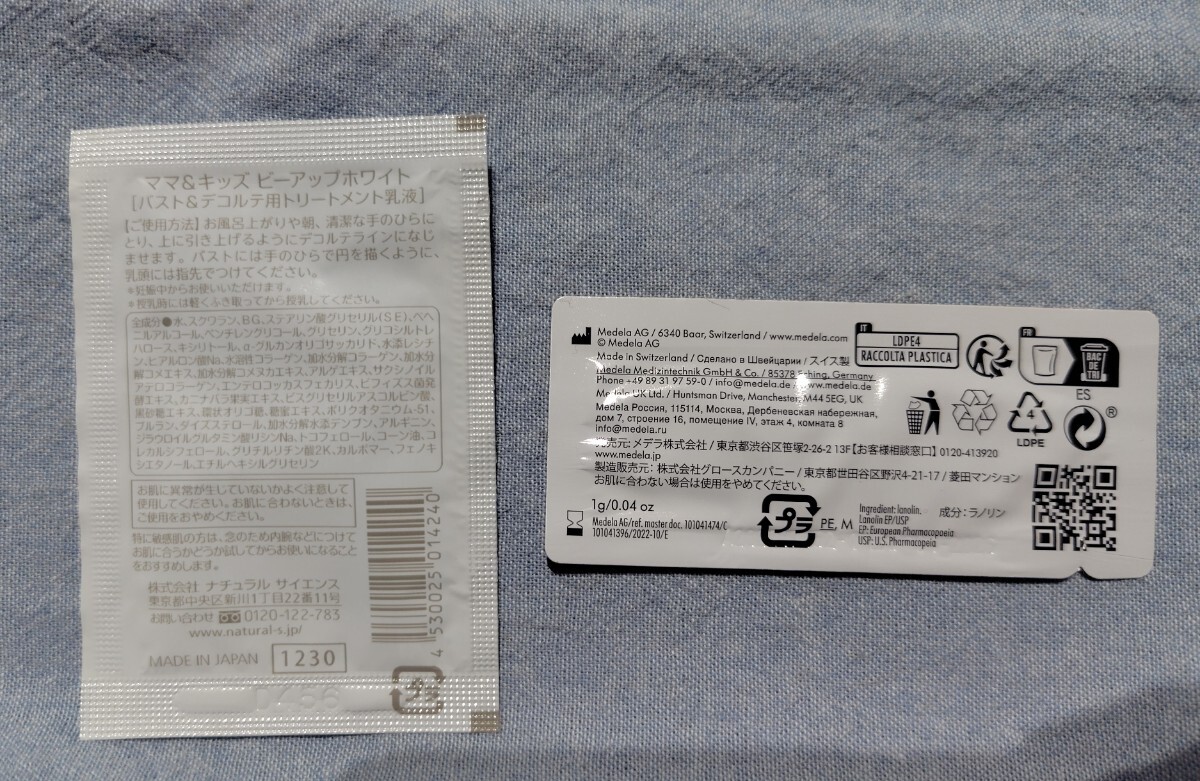 ママ&キッズ ビーアップホワイト
[バスト&デコルテ用トリートメント乳液]
【ご使用方法】お風呂上がりや朝、清潔な手のひらに
とり、上に引き上げるようにデコルテラインになじ
ませます。バストには手のひらで円を描くように、
乳頭には指先でつけてください。
*妊娠中からお使いいただけます。
*授乳時には軽くふき取ってから授乳してください。
全成分●水、スクワラン、BG、ステアリン酸グリセリル(SE)、ベヘ
ニルアルコール、ペンチレングリコール、グリセリン、グリコシルトレ
ハロース、キシリトール、α-グルカンオリゴサッカリド、水添レシチ
ン、ヒアルロン酸Na、水溶性コラーゲン、加水分解コラーゲン、加水分
解コメエキス、加水分解コメヌカエキス、アルゲエキス、サクシノイル
アテロコラーゲン、エンテロコッカスフェカリス、ビフィズス菌発
酵エキス、バニラ果実エキス、ビスグリセリルアスコルビン酸、
黒砂糖エキス、環状オリゴ糖、糖蜜エキス、ポリクオタニウム-51、
プルラン、ダイズステロール、加水分解水添デンプン、アルギニン、
ジラウロイルグルタミン酸リシンNa、トコフェロール、コーン油、コ
レカルシフェロール、グリチルリチン酸2K、カルボマー、フェノキ
シエタノール、エチルヘキシルグリセリン
お肌に異常が生じていないかよく注意して
使用してください。お肌に合わないときは、
ご使用をおやめください。
特に敏感肌の方は、念のため内腕などにつけて
お肌に合うかどうか試してからお使いになること
をおすすめします。
株式会社 ナチュラル サイエンス
東京都中央区新川1丁目22番11号
お問い合わせ 0120-122-783
www.natural-s.jp/
MADE IN JAPAN 1230
4 530025 014240
プラ
Medela AG / 6340 Baar, Switzerland / www.medela.com
© Medela AG
Made in Switzerland / Сделано в Швейцарии / スイス製
Medela Medizintechnik GmbH & Co. / 85378 Eching, Germany
Phone +49 89 31 97 59-0 / info@medela.de / www.medela.de
Medela UK Ltd. / Huntsman Drive, Manchester, M44 5EG, UK
Medela Россия, 115114, Москва, Дербеневская набережная,
дом 7, строение 16, помещение IV, этаж 4, комната 8
info@medela.ru
発売元: メデラ株式会社 / 東京都渋谷区笹塚2-26-2 13F【お客様相談窓口】0120-413920
www.medela.jp
製造販売元: 株式会社グロースカンパニー / 東京都世田谷区野沢4-21-17 / 菱田マンション
お肌に合わない場合は使用をやめてください。
1g/0.04 oz
Medela AG/ref. master doc. 101041474/C
101041396/2022-10/E
プラ PE, M
Ingredient: lanolin.
Lanolin EP/USP
EP: European Pharmacopoeia
USP: U.S. Pharmacopeia
成分: ラノリン
IT
LDPE4
RACCOLTA PLASTICA
FR
BAC
DE
TRI
ES
4
LDPE
®